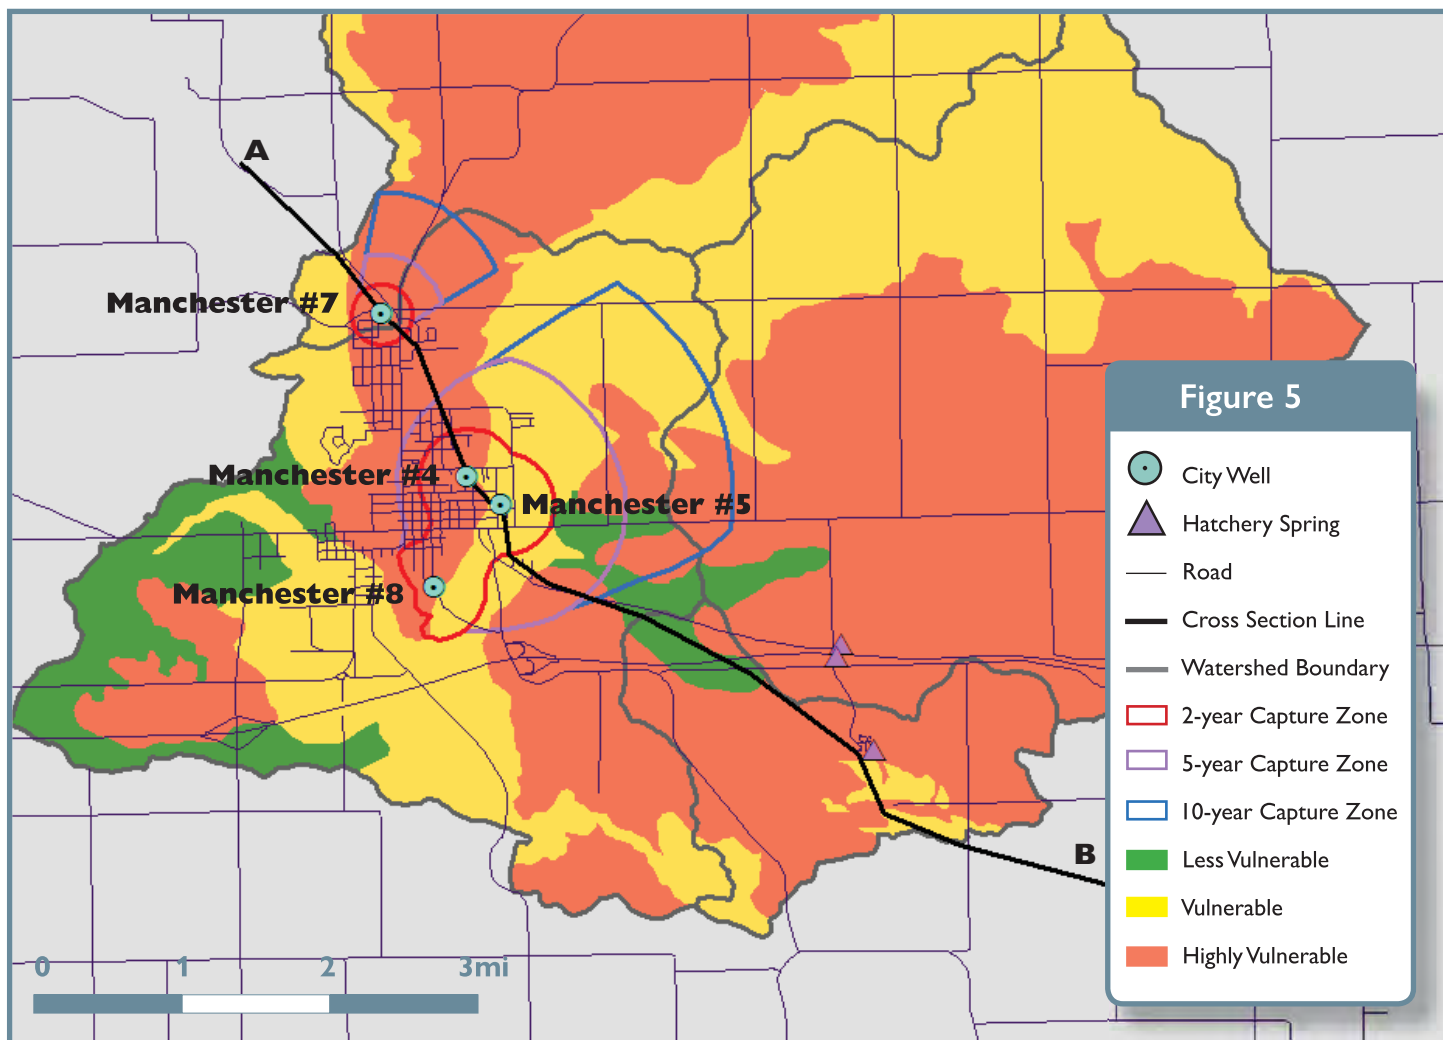 A
Manchester #7
Manchester #4
Manchester #5
Manchester #8
B
0 1 2 3mi
Figure 5
City Well
Hatchery Spring
Road
Cross Section Line
Watershed Boundary
2-year Capture Zone
5-year Capture Zone
10-year Capture Zone
Less Vulnerable
Vulnerable
Highly Vulnerable